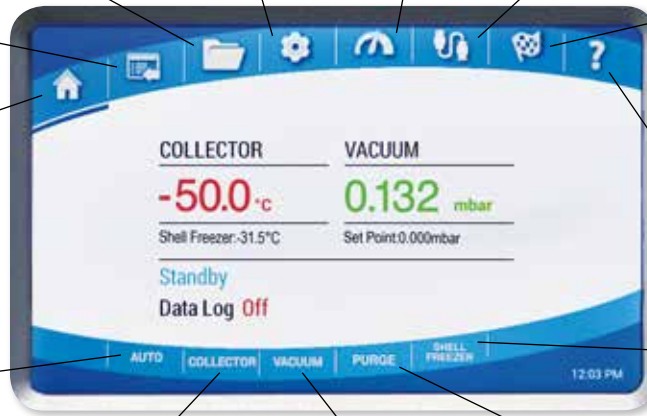 ?
COLLECTOR VACUUM
-50.0 °C 0.132 mbar
Shell Freezer:-31.5°C Set Point:0.000mbar
Standby
Data Log Off
AUTO COLLECTOR VACUUM PURGE SHELL FREEZER
12:03 PM